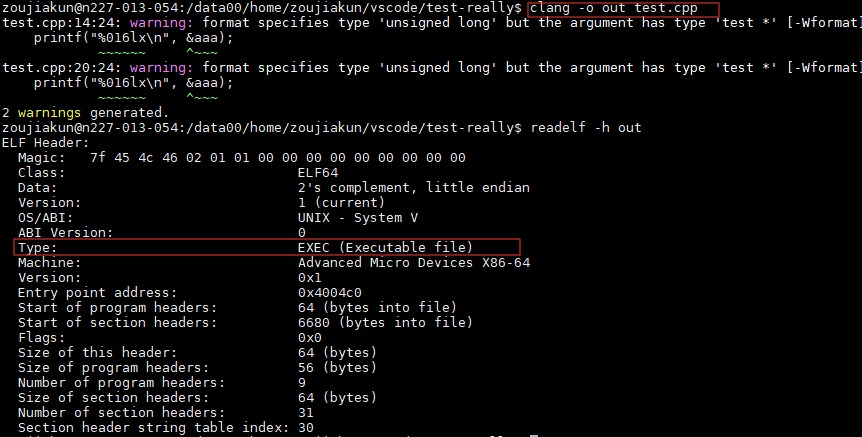 zoujiakun@n227-013-054:/data00/home/zoujiakun/vscode/test-really$ clang -o out test.cpp
test.cpp:14:24: warning: format specifies type 'unsigned long' but the argument has type 'test *' [-Wformat]
printf("%016lx\n", &aaa);
~~~~~~ ^~~~
test.cpp:20:24: warning: format specifies type 'unsigned long' but the argument has type 'test *' [-Wformat]
printf("%016lx\n", &aaa);
~~~~~~ ^~~~
2 warnings generated.
zoujiakun@n227-013-054:/data00/home/zoujiakun/vscode/test-really$ readelf -h out
ELF Header:
Magic: 7f 45 4c 46 02 01 01 00 00 00 00 00 00 00 00 00
Class: ELF64
Data: 2's complement, little endian
Version: 1 (current)
OS/ABI: UNIX - System V
ABI Version: 0
Type: EXEC (Executable file)
Machine: Advanced Micro Devices X86-64
Version: 0x1
Entry point address: 0x4004c0
Start of program headers: 64 (bytes into file)
Start of section headers: 6680 (bytes into file)
Flags: 0x0
Size of this header: 64 (bytes)
Size of program headers: 56 (bytes)
Number of program headers: 9
Size of section headers: 64 (bytes)
Number of section headers: 31
Section header string table index: 30